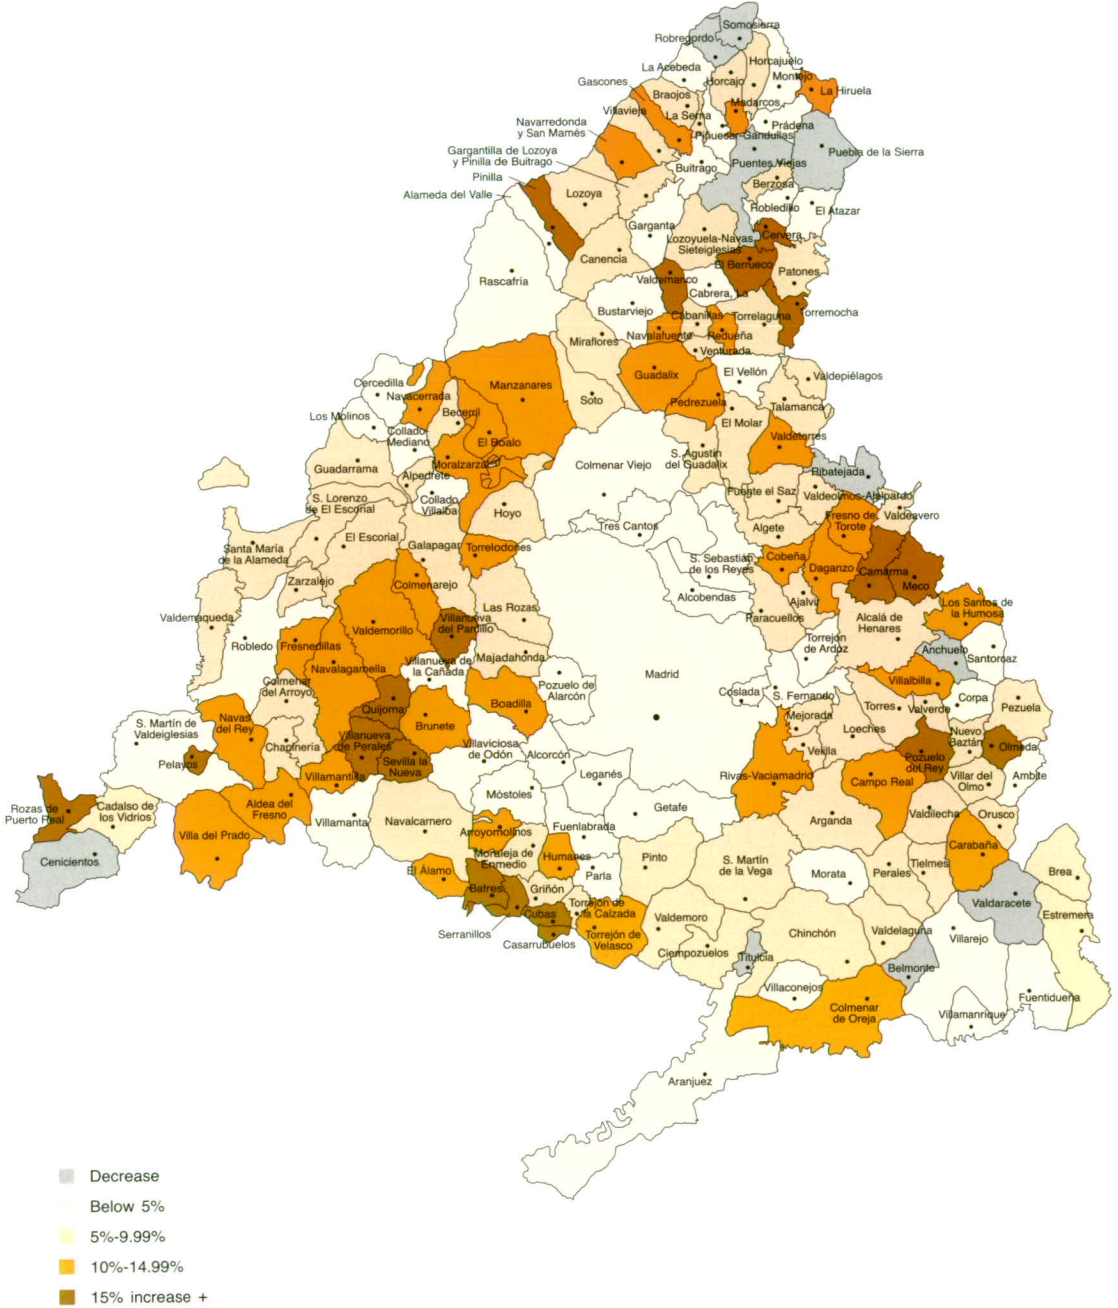 Somosierra
Robregordo
La Acebeda
Horcajuelo
Horcajo
Montejo
La Hiruela
Gascones
Braojos
Madarcos
Villavieja
La Serna
Prádena
Navarredonda
y San Mamés
Piñuecar-Gandullas
Puebla de la Sierra
Gargantilla de Lozoya
y Pinilla de Buitrago
Buitrago
Puentes Viejas
Pinilla
Berzosa
Alameda del Valle
Lozoya
Robledillo
El Atazar
Garganta
Lozoyuela-Navas
Sieteiglesias
Cervera
Canencia
El Berrueco
Patones
Rascafría
Valdemanco
Cabrera, La
Bustarviejo
Torremocha
Cabanillas
Torrelaguna
Navalafuente
Redueña
Miraflores
Venturada
Guadalix
El Vellón
Valdepiélagos
Cercedilla
Manzanares
Navacerrada
Soto
Pedrezuela
Talamanca
Los Molinos
Becerril
El Molar
Collado
Mediano
El Boalo
Valdetorres
Guadarrama
Moralzarzal
Colmenar Viejo
S. Agustín
del Guadalix
Ribatejada
Alpedrete
S. Lorenzo
de El Escorial
Collado
Villalba
Hoyo
Fuente el Saz
Valdeolmos-Alalpardo
Valdeavero
Fresno de
Torote
Tres Cantos
Algete
El Escorial
Galapagar
Torrelodones
Santa María
de la Alameda
S. Sebastián
de los Reyes
Cobeña
Daganzo
Camarma
Meco
Zarzalejo
Colmenarejo
Alcobendas
Ajalvir
Los Santos de
la Humosa
Valdemaqueda
Las Rozas
Paracuellos
Alcalá de
Henares
Valdemorillo
Villanueva
del Pardillo
Robledo
Fresnedillas
Torrejón
de Ardoz
Anchuelo
Santorcaz
Majadahonda
Villanueva de
la Cañada
Navalagamella
Madrid
Colmenar
del Arroyo
Pozuelo de
Alarcón
Villalbilla
Coslada
S. Fernando
Corpa
Pezuela
Quijorna
Boadilla
Torres
Valverde
Mejorada
S. Martín de
Valdeiglesias
Navas
del Rey
Brunete
Loeches
Nuevo
Baztán
Olmeda
Chapinería
Villanueva
de Perales
Villaviciosa
de Odón
Velilla
Pozuelo
del Rey
Pelayos
Sevilla la
Nueva
Alcorcón
Leganés
Rivas-Vaciamadrid
Campo Real
Villar del
Olmo
Ambite
Villamantilla
Móstoles
Rozas de
Puerto Real
Cadalso de
los Vidrios
Aldea del
Fresno
Getafe
Arganda
Valdilecha
Orusco
Villamanta
Navalcarnero
Fuenlabrada
Villa del Prado
Arroyomolinos
Carabaña
Moraleja de
Enmedio
Humanes
Pinto
S. Martín
de la Vega
Cenicientos
Tielmes
Perales
Morata
Brea
El Álamo
Parla
Batres
Griñón
Valdaracete
Torrejón de
la Calzada
Cubas
Valdemoro
Estremera
Serranillos
Casarrubuelos
Torrejón de
Velasco
Chinchón
Valdelaguna
Villarejo
Ciempozuelos
Titulcia
Belmonte
Villaconejos
Fuentidueña
Colmenar
de Oreja
Villamanrique
Aranjuez
Decrease
Below 5%
5%-9.99%
10%-14.99%
15% increase +